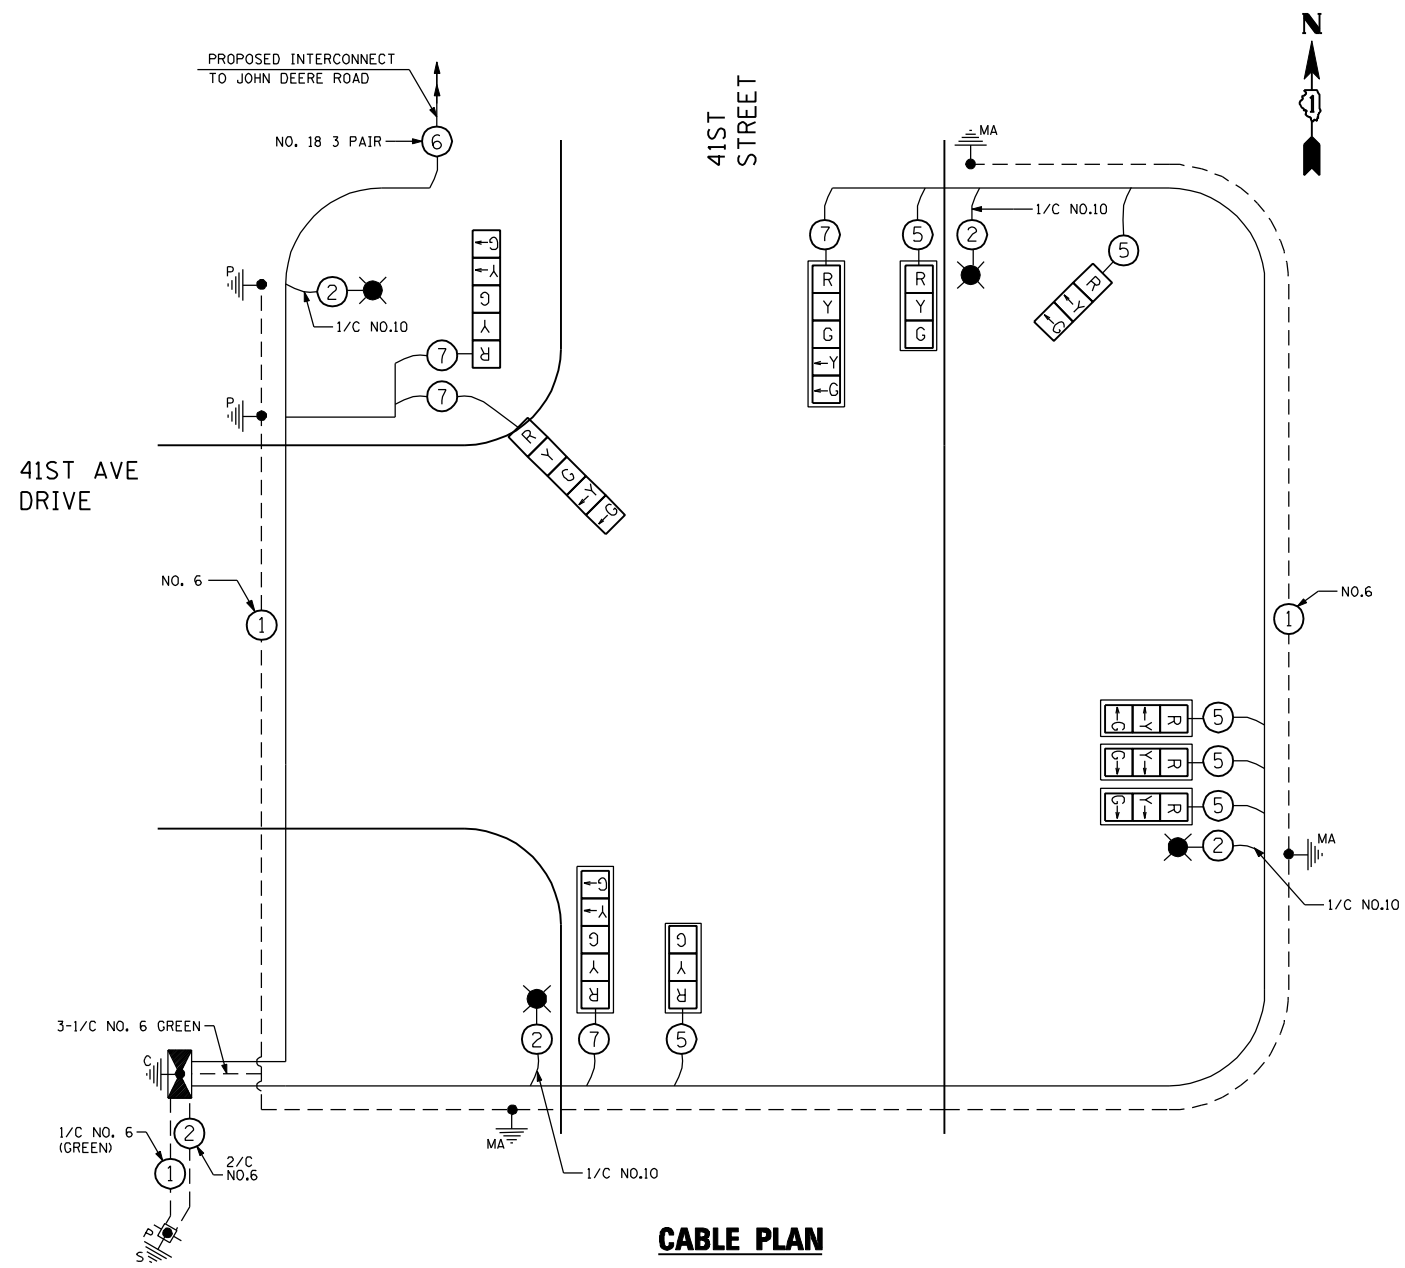 N
1
PROPOSED INTERCONNECT
TO JOHN DEERE ROAD
NO. 18 3 PAIR
6
41ST
STREET
MA
1/C NO.10
7
5
2
5
R
Y
G
Y
G
R
Y
G
R
Y
G
P
2
1/C NO.10
G
Y
G
Y
R
7
7
P
R
Y
G
Y
G
41ST AVE
DRIVE
NO. 6
1
NO.6
1
G Y R
5
G Y R
5
G Y R
5
2
MA
1/C NO.10
G
Y
G
Y
R
7
G
Y
R
5
2
3-1/C NO. 6 GREEN
C
MA
1/C NO.10
1/C NO. 6
(GREEN)
2
1
2/C
NO.6
P
S
CABLE PLAN